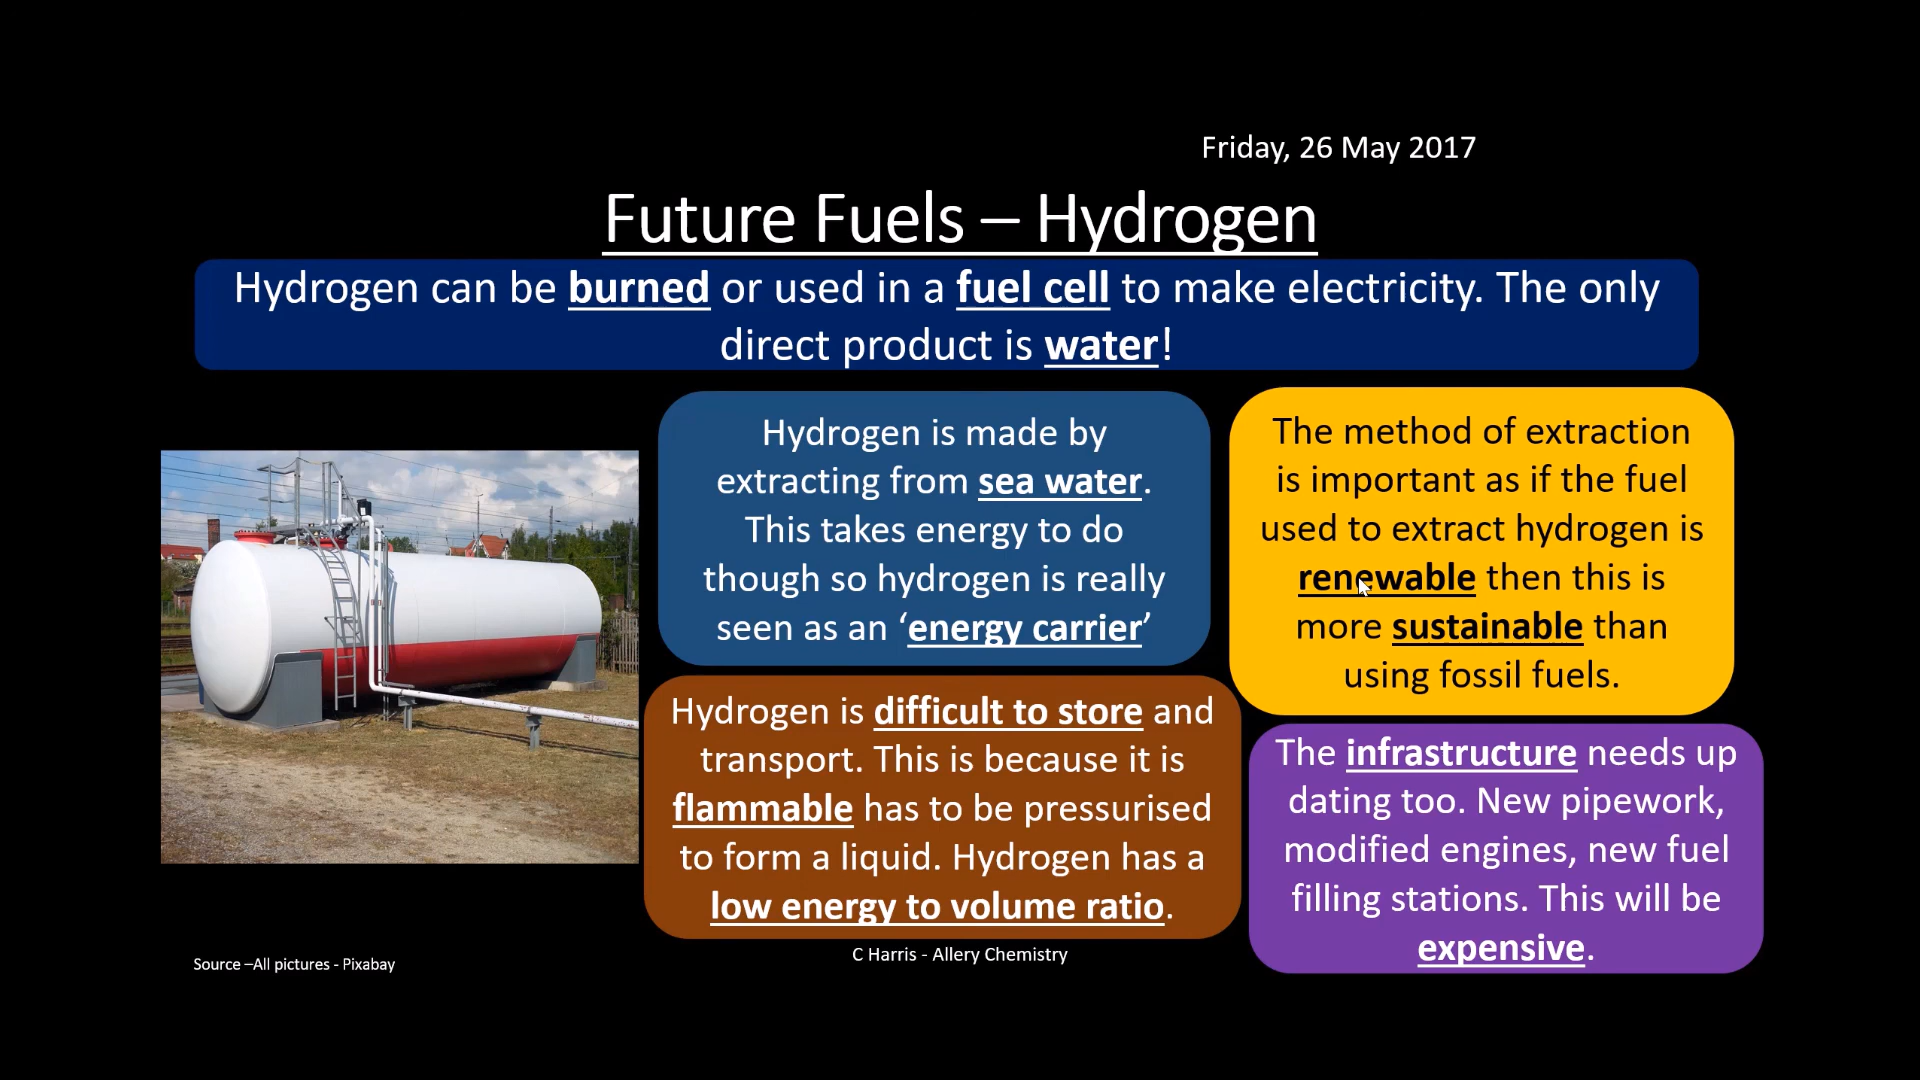 Friday, 26 May 2017
Future Fuels – Hydrogen
Hydrogen can be burned or used in a fuel cell to make electricity. The only
direct product is water!
Hydrogen is made by
extracting from sea water.
This takes energy to do
though so hydrogen is really
seen as an ‘energy carrier’
The method of extraction
is important as if the fuel
used to extract hydrogen is
renewable then this is
more sustainable than
using fossil fuels.
Hydrogen is difficult to store and
transport. This is because it is
flammable has to be pressurised
to form a liquid. Hydrogen has a
low energy to volume ratio.
The infrastructure needs up
dating too. New pipework,
modified engines, new fuel
filling stations. This will be
expensive.
Source –All pictures - Pixabay
C Harris - Allery Chemistry